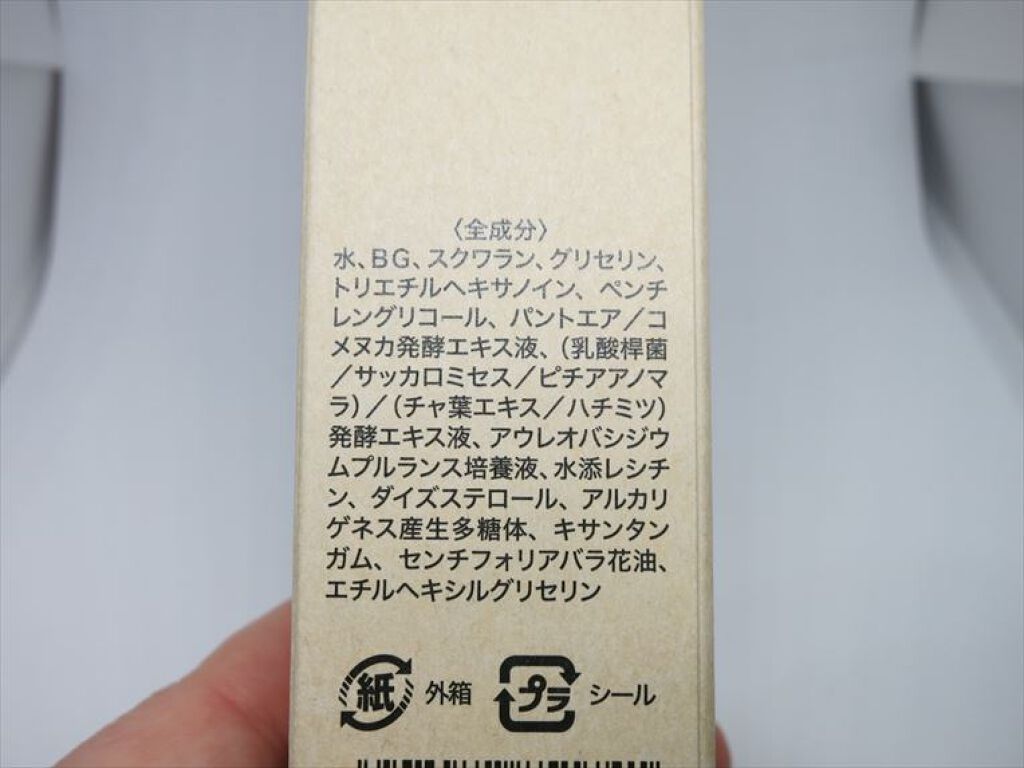 〈全成分〉
水、BG、スクワラン、グリセリン、
トリエチルヘキサノイン、ペンチ
レングリコール、パントエア／コ
メヌカ発酵エキス液、（乳酸桿菌
／サッカロミセス／ピチアアノマ
ラ）／（チャ葉エキス／ハチミツ）
発酵エキス液、アウレオバシジウ
ムプルランス培養液、水添レシチ
ン、ダイズステロール、アルカリ
ゲネス産生多糖体、キサンタン
ガム、センチフォリアバラ花油、
エチルヘキシルグリセリン
紙 外箱 プラ シール